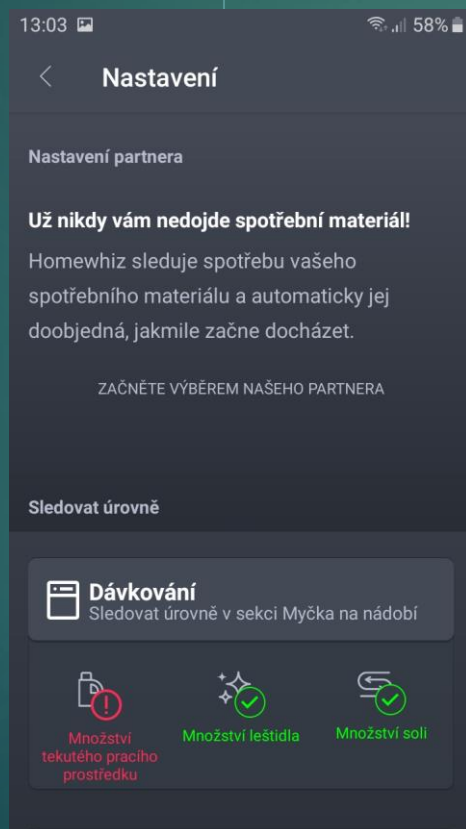 13:03 58%
Nastavení
Nastavení partnera
Už nikdy vám nedojde spotřební materiál!
Homewhiz sleduje spotřebu vašeho
spotřebního materiálu a automaticky jej
doobjedná, jakmile začne docházet.
ZAČNĚTE VÝBĚREM NAŠEHO PARTNERA
Sledovat úrovně
Dávkování
Sledovat úrovně v sekci Myčka na nádobí
Množství
tekutého pracího
prostředku
Množství leštidla
Množství soli